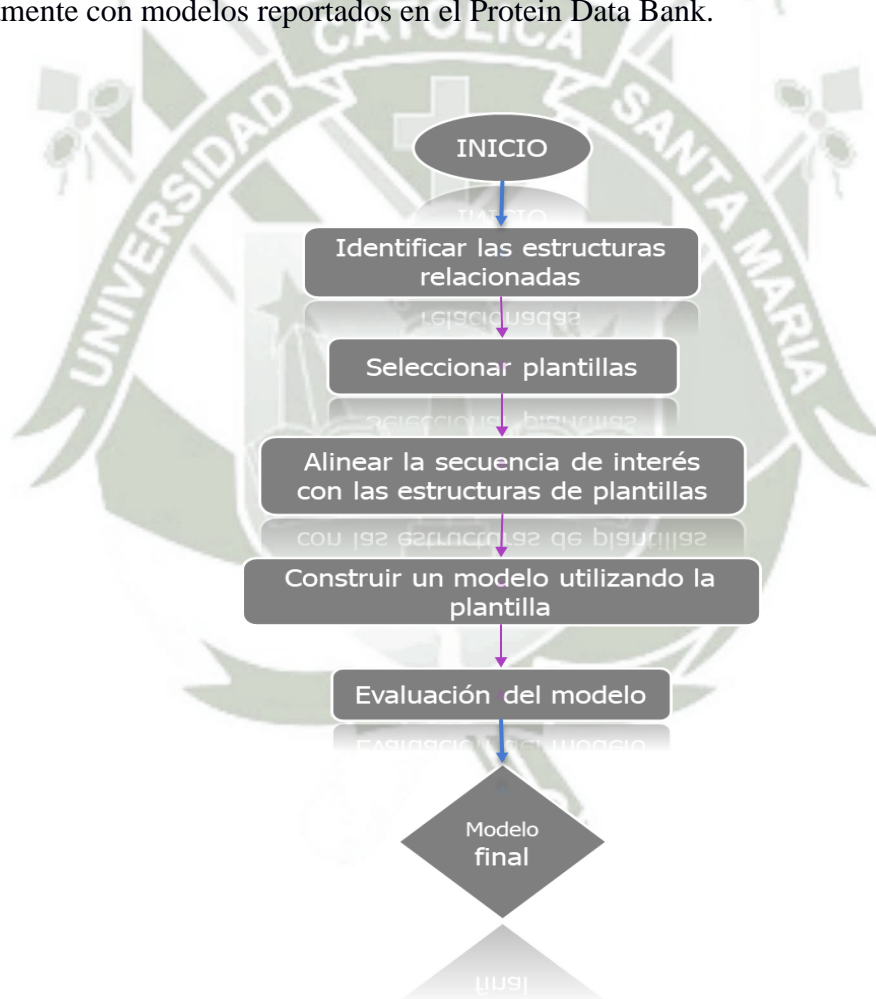 amente con modelos reportados en el Protein Data Bank.
UNIVERSIDAD CATOLICA SANTA MARIA
INICIO
Identificar las estructuras
relacionadas
Seleccionar plantillas
Alinear la secuencia de interés
con las estructuras de plantillas
Construir un modelo utilizando la
plantilla
Evaluación del modelo
Modelo
final